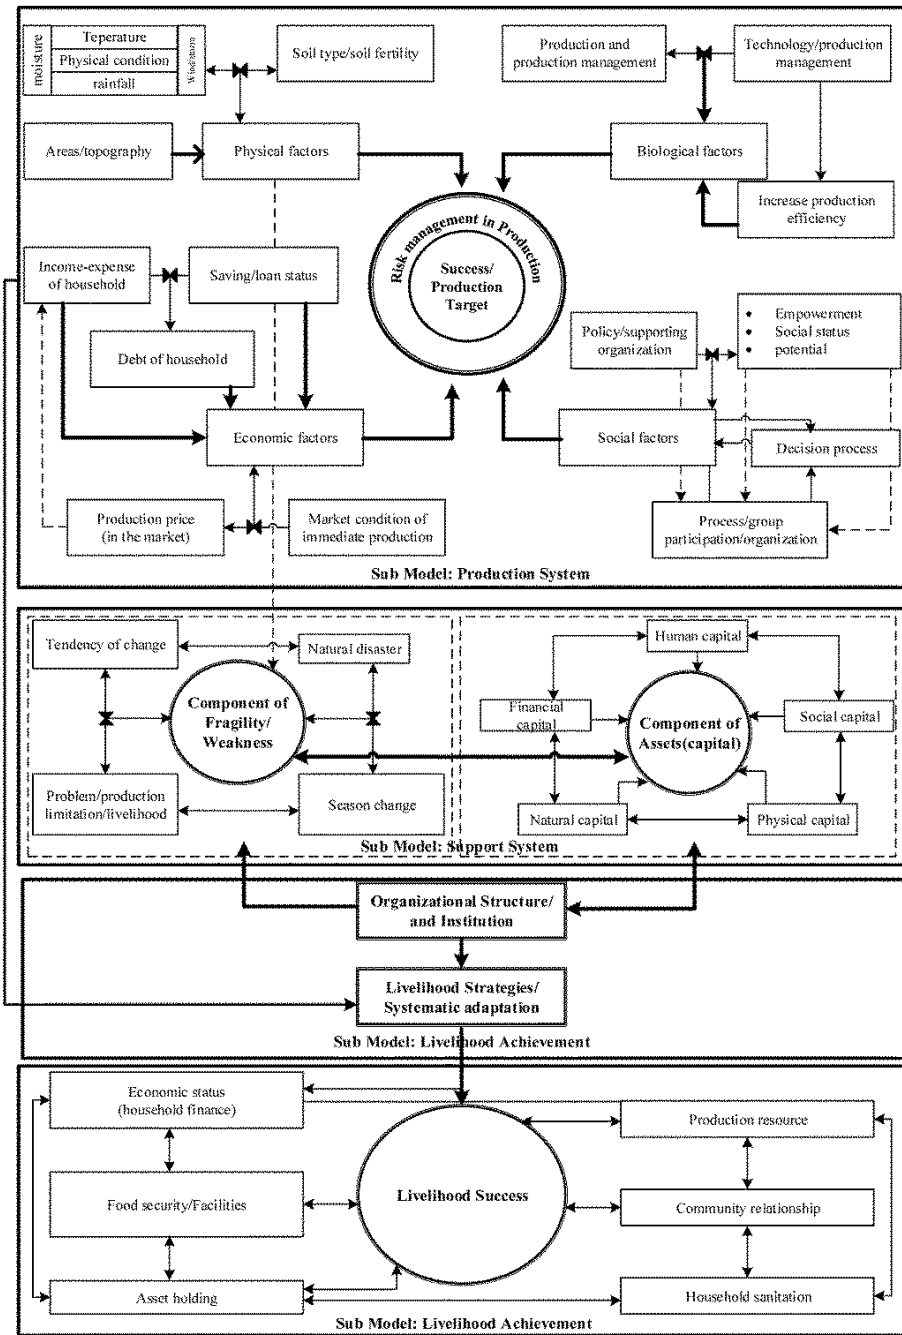 moisture
Teperature
Physical condition
rainfall
Soil type/soil fertility
Production and
production management
Technology/production
management
Areas/topography
Physical factors
Biological factors
Increase production
efficiency
Risk management in Production
Success/
Production
Target
Income-expense
of household
Saving/loan status
Debt of household
Economic factors
Production price
(in the market)
Market condition of
immediate production
Policy/supporting
organization
• Empowerment
• Social status
• potential
Social factors
Decision process
Process/group
participation/organization
Sub Model: Production System
Tendency of change
Natural disaster
Component of
Fragility/
Weakness
Problem/production
limitation/livelihood
Season change
Human capital
Financial
capital
Social capital
Component of
Assets(capital)
Natural capital
Physical capital
Sub Model: Support System
Organizational Structure/
and Institution
Livelihood Strategies/
Systematic adaptation
Sub Model: Livelihood Achievement
Economic status
(household finance)
Production resource
Food security/Facilities
Livelihood Success
Community relationship
Asset holding
Household sanitation
Sub Model: Livelihood Achievement